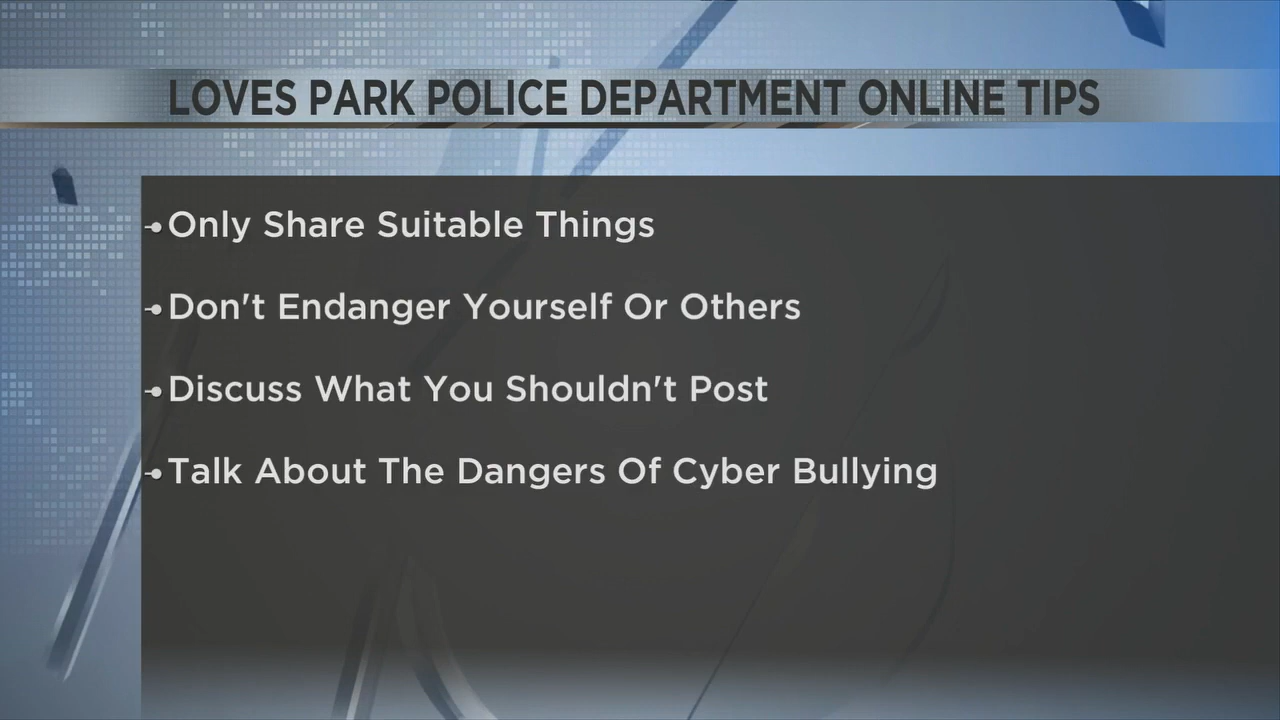 LOVES PARK POLICE DEPARTMENT ONLINE TIPS
Only Share Suitable Things
Don't Endanger Yourself Or Others
Discuss What You Shouldn't Post
Talk About The Dangers Of Cyber Bullying